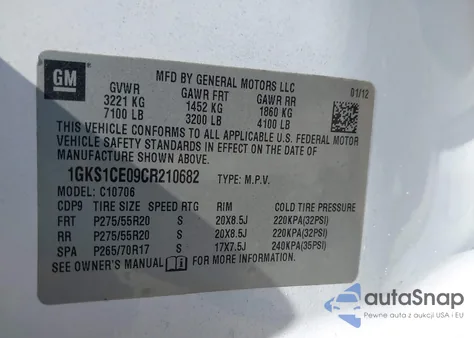 GM
MFD BY GENERAL MOTORS LLC
01/12
GVWR GAWR FRT GAWR RR
3221 KG 1452 KG 1860 KG
7100 LB 3200 LB 4100 LB
THIS VEHICLE CONFORMS TO ALL APPLICABLE U.S. FEDERAL MOTOR
VEHICLE SAFETY STANDARDS IN EFFECT ON THE DATE OF
MANUFACTURE SHOWN ABOVE.
1GKS1CE09CR210682 TYPE: M.P.V.
MODEL: C10706
CDP9 TIRE SIZE SPEED RTG RIM COLD TIRE PRESSURE
FRT P275/55R20 S 20X8.5J 220KPA(32PSI)
RR P275/55R20 S 20X8.5J 220KPA(32PSI)
SPA P265/70R17 S 17X7.5J 240KPA(35PSI)
SEE OWNER'S MANUAL FOR MORE INFORMATION.
autaSnap
Pewne auta z USA i EU